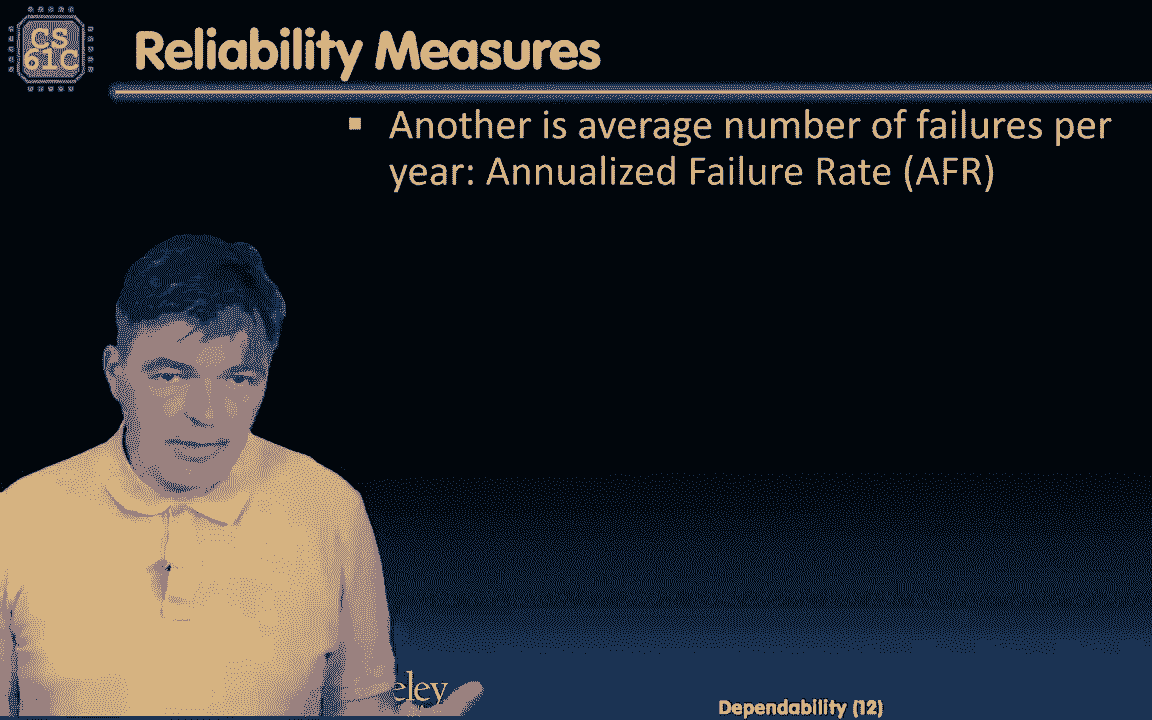 CS
61C
Reliability Measures
▪ Another is average number of failures per
year: Annualized Failure Rate (AFR)
eley
Dependability (12)